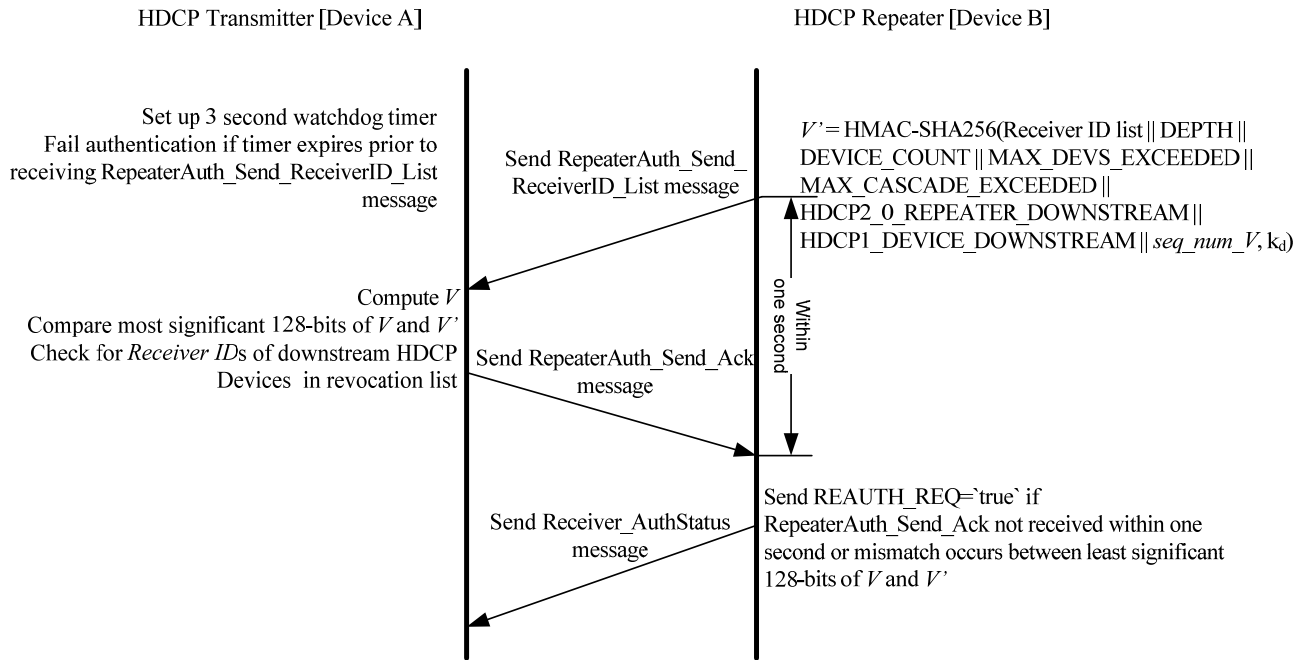 HDCP Transmitter [Device A]
HDCP Repeater [Device B]
Set up 3 second watchdog timer
Fail authentication if timer expires prior to
receiving RepeaterAuth_Send_ReceiverID_List
message
Send RepeaterAuth_Send_
ReceiverID_List message
V’ = HMAC-SHA256(Receiver ID list || DEPTH ||
DEVICE_COUNT || MAX_DEVS_EXCEEDED ||
MAX_CASCADE_EXCEEDED ||
HDCP2_0_REPEATER_DOWNSTREAM ||
HDCP1_DEVICE_DOWNSTREAM || seq_num_V, kd)
Within
one second
Compute V
Compare most significant 128-bits of V and V’
Check for Receiver IDs of downstream HDCP
Devices in revocation list
Send RepeaterAuth_Send_Ack
message
Send Receiver_AuthStatus
message
Send REAUTH_REQ=`true` if
RepeaterAuth_Send_Ack not received within one
second or mismatch occurs between least significant
128-bits of V and V’